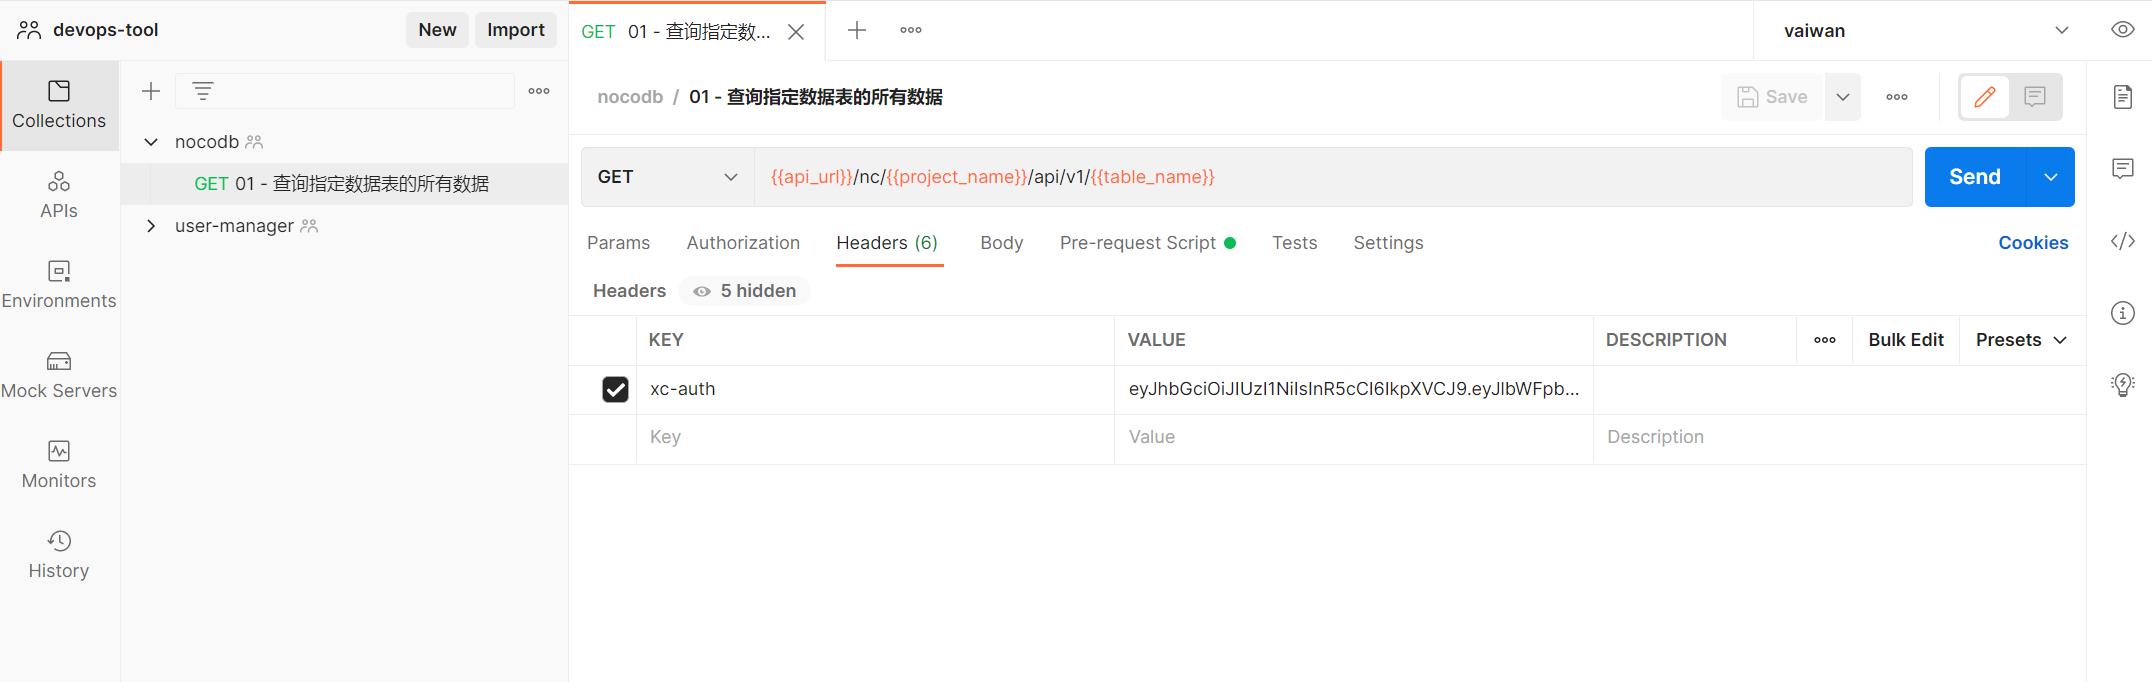 devops-tool
New
Import
GET 01 - 查询指定数...
vaiwan
Collections
APIs
Environments
Mock Servers
Monitors
History
nocodb
GET 01 - 查询指定数据表的所有数据
user-manager
nocodb / 01 - 查询指定数据表的所有数据
Save
GET
{{api_url}}/nc/{{project_name}}/api/v1/{{table_name}}
Send
Params
Authorization
Headers (6)
Body
Pre-request Script
Tests
Settings
Cookies
Headers
5 hidden
KEY
VALUE
DESCRIPTION
Bulk Edit
Presets
xc-auth
eyJhbGciOiJIUzI1NiIsInR5cCI6IkpXVCJ9.eyJlbWFpb...
Key
Value
Description